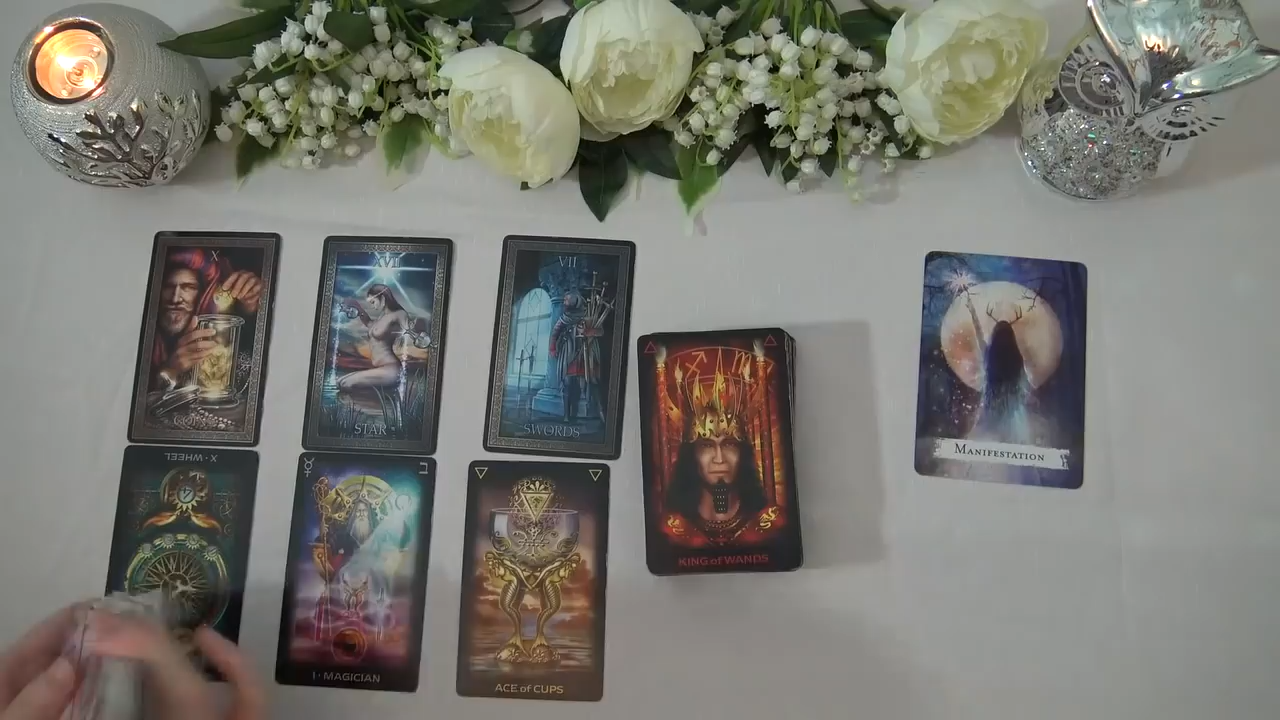 X
XVII
STAR
VII
SWORDS
X · WHEEL
I · MAGICIAN
ACE of CUPS
KING of WANDS
MANIFESTATION